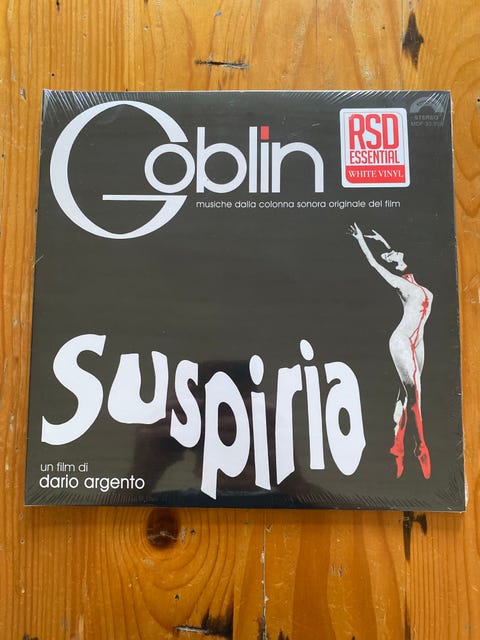 Goblin
musiche dalla colonna sonora originale del film
RSD
ESSENTIAL
WHITE VINYL
STEREO
suspiria
un film di
dario argento